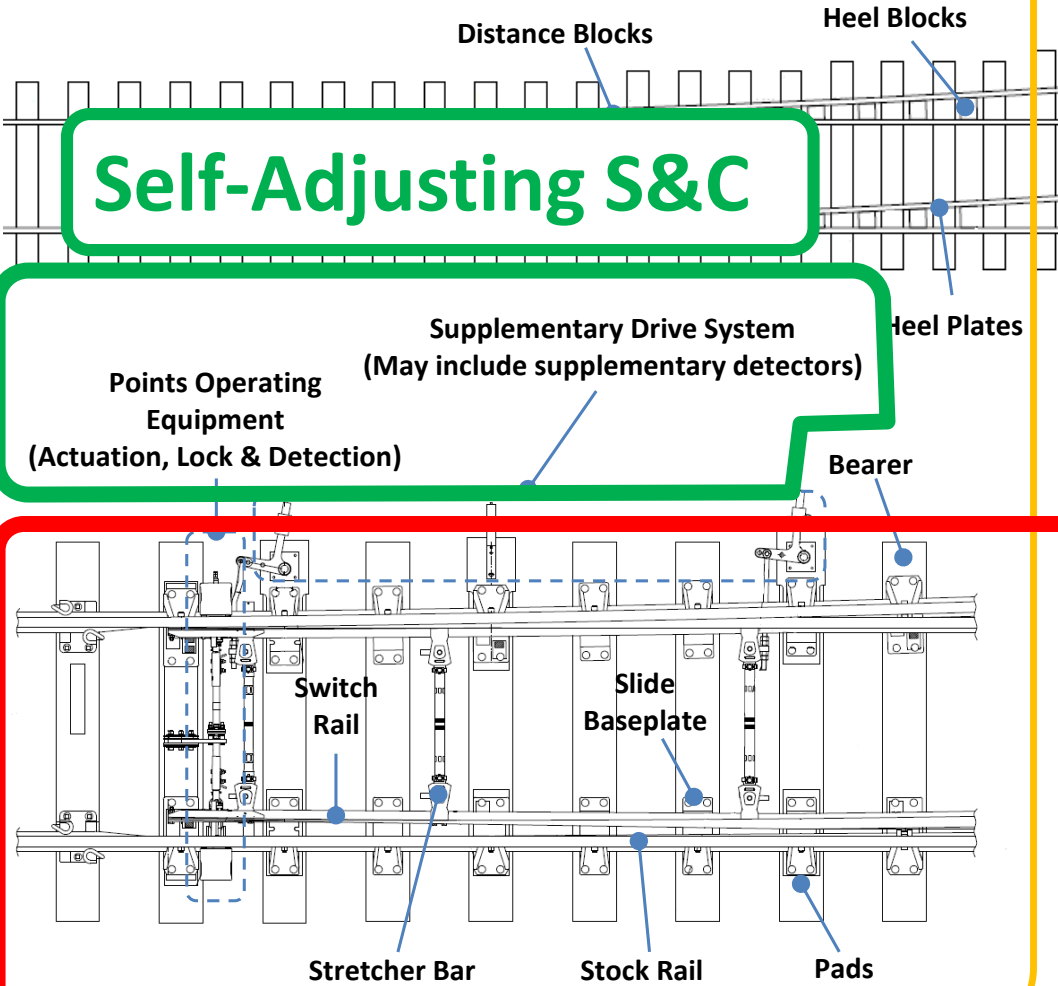 Heel Blocks
Distance Blocks
Self-Adjusting S&C
Supplementary Drive System
(May include supplementary detectors)
Heel Plates
Points Operating
Equipment
(Actuation, Lock & Detection)
Bearer
Switch
Rail
Slide
Baseplate
Stretcher Bar
Stock Rail
Pads